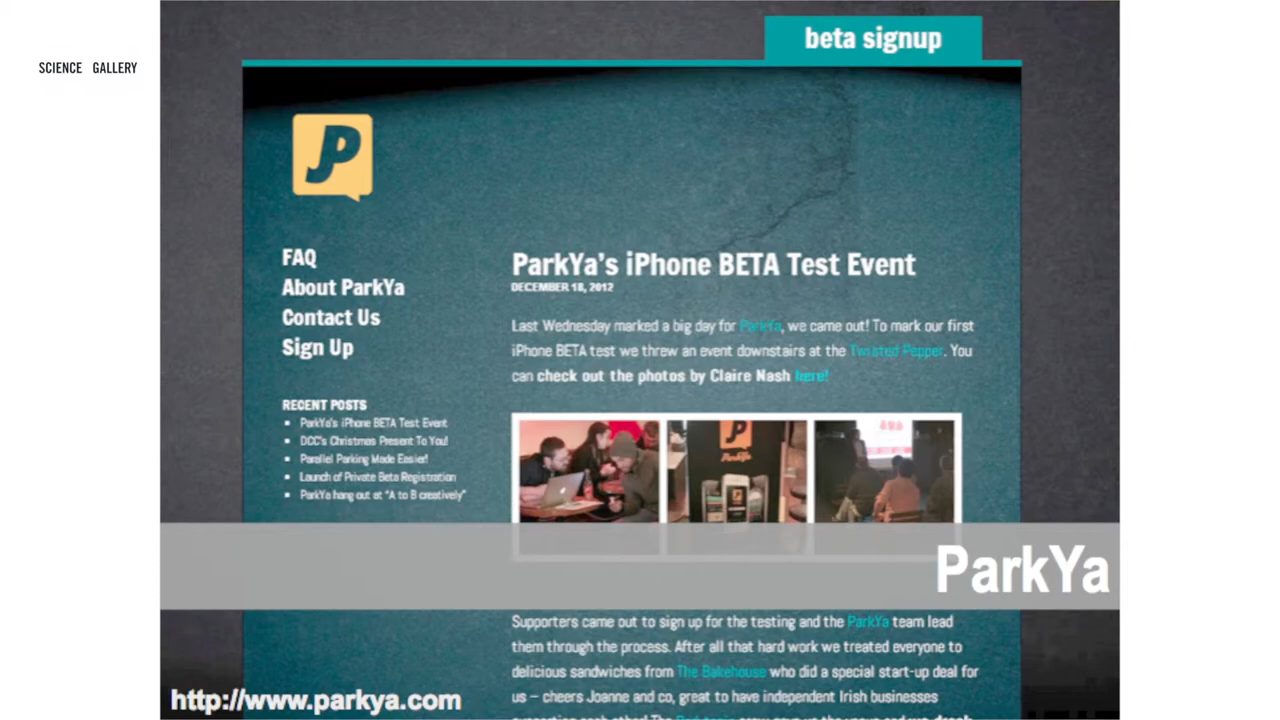 SCIENCE GALLERY
beta signup
P
FAQ
About ParkYa
Contact Us
Sign Up
RECENT POSTS
ParkYa's iPhone BETA Test Event
DCC's Christmas Present To You!
Parallel Parking Made Easier!
Launch of Private Beta Registration
ParkYa hang out at "A to B creatively"
ParkYa's iPhone BETA Test Event
DECEMBER 18, 2012
Last Wednesday marked a big day for ParkYa, we came out! To mark our first
iPhone BETA test we threw an event downstairs at the Twisted Pepper. You
can check out the photos by Claire Nash here!
ParkYa
ParkYa
Supporters came out to sign up for the testing and the ParkYa team lead
them through the process. After all that hard work we treated everyone to
delicious sandwiches from The Bakehouse who did a special start-up deal for
us – cheers Joanne and co, great to have independent Irish businesses
http://www.parkya.com